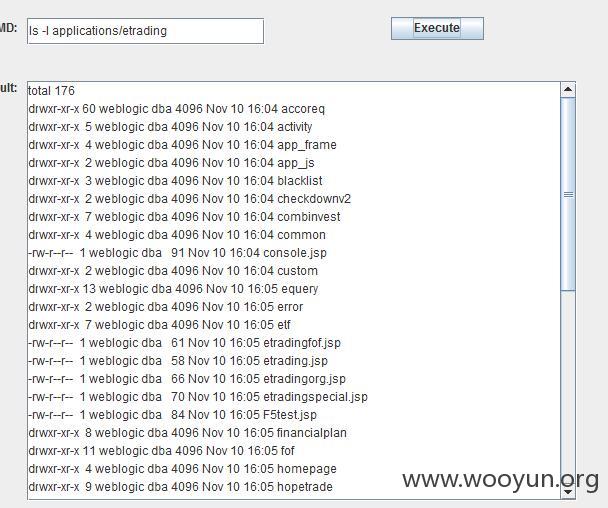 MD: ls -l applications/etrading Execute
ult: total 176
drwxr-xr-x 60 weblogic dba 4096 Nov 10 16:04 accoreq
drwxr-xr-x 5 weblogic dba 4096 Nov 10 16:04 activity
drwxr-xr-x 4 weblogic dba 4096 Nov 10 16:04 app_frame
drwxr-xr-x 2 weblogic dba 4096 Nov 10 16:04 app_js
drwxr-xr-x 3 weblogic dba 4096 Nov 10 16:04 blacklist
drwxr-xr-x 2 weblogic dba 4096 Nov 10 16:04 checkdownv2
drwxr-xr-x 7 weblogic dba 4096 Nov 10 16:04 combinvest
drwxr-xr-x 4 weblogic dba 4096 Nov 10 16:04 common
-rw-r--r-- 1 weblogic dba 91 Nov 10 16:04 console.jsp
drwxr-xr-x 2 weblogic dba 4096 Nov 10 16:04 custom
drwxr-xr-x 13 weblogic dba 4096 Nov 10 16:05 equery
drwxr-xr-x 2 weblogic dba 4096 Nov 10 16:05 error
drwxr-xr-x 7 weblogic dba 4096 Nov 10 16:05 etf
-rw-r--r-- 1 weblogic dba 61 Nov 10 16:05 etradingfof.jsp
-rw-r--r-- 1 weblogic dba 58 Nov 10 16:05 etrading.jsp
-rw-r--r-- 1 weblogic dba 66 Nov 10 16:05 etradingorg.jsp
-rw-r--r-- 1 weblogic dba 70 Nov 10 16:05 etradingspecial.jsp
-rw-r--r-- 1 weblogic dba 84 Nov 10 16:05 F5test.jsp
drwxr-xr-x 8 weblogic dba 4096 Nov 10 16:05 financialplan
drwxr-xr-x 11 weblogic dba 4096 Nov 10 16:05 fof
drwxr-xr-x 4 weblogic dba 4096 Nov 10 16:05 homepage
drwxr-xr-x 9 weblogic dba 4096 Nov 10 16:05 hopetrade
www.wooyun.org